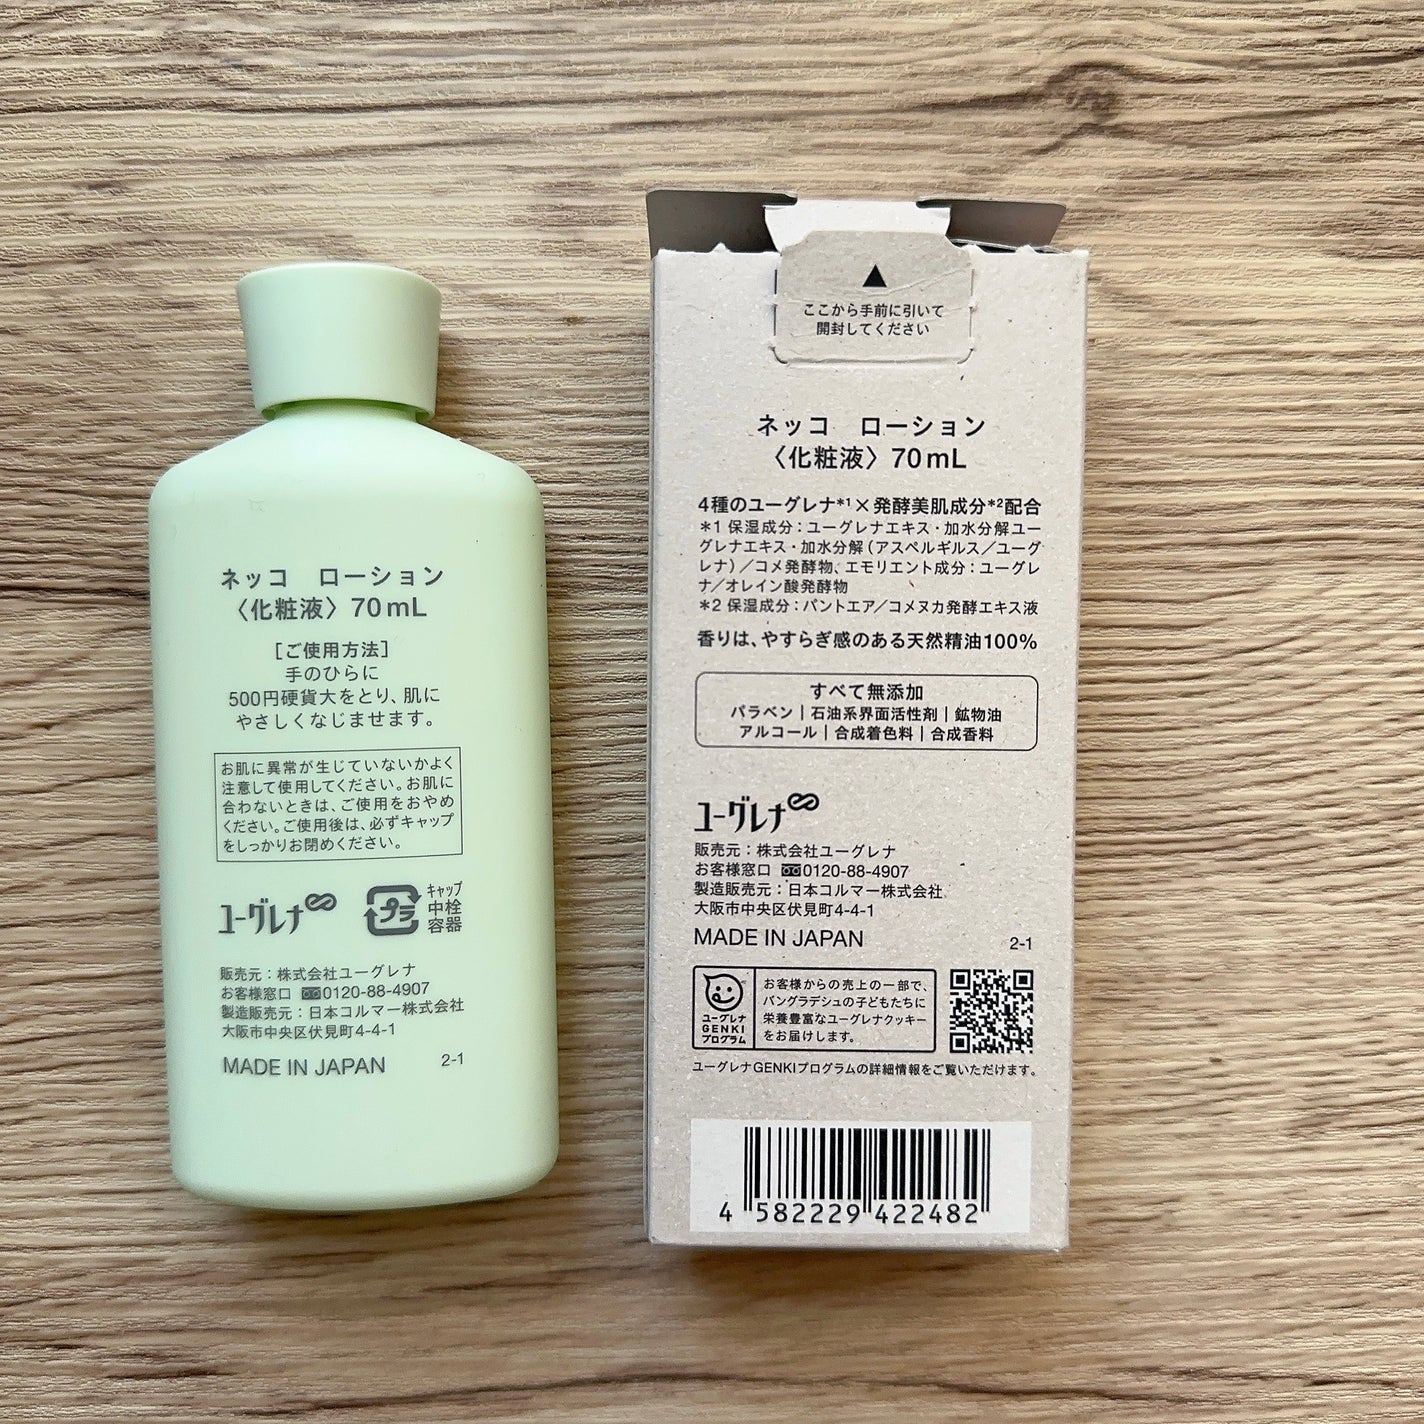 ネッコ　ローション
〈化粧液〉70mL
[ご使用方法]
手のひらに
500円硬貨大をとり、肌に
やさしくなじませます。
お肌に異常が生じていないかよく
注意して使用してください。お肌に
合わないときは、ご使用をおやめ
ください。ご使用後は、必ずキャップ
をしっかりお閉めください。
ユーグレナ
プラ
キャップ
中栓
容器
販売元：株式会社ユーグレナ
お客様窓口 0120-88-4907
製造販売元：日本コルマー株式会社
大阪市中央区伏見町4-4-1
MADE IN JAPAN 2-1
▲
ここから手前に引いて
開封してください
ネッコ　ローション
〈化粧液〉70mL
4種のユーグレナ*1×発酵美肌成分*2配合
*1 保湿成分：ユーグレナエキス・加水分解ユー
グレナエキス・加水分解（アスペルギルス／ユーグ
レナ）／コメ発酵物、エモリエント成分：ユーグレ
ナ／オレイン酸発酵物
*2 保湿成分：パントエア／コメヌカ発酵エキス液
香りは、やすらぎ感のある天然精油100%
すべて無添加
パラベン｜石油系界面活性剤｜鉱物油
アルコール｜合成着色料｜合成香料
ユーグレナ
販売元：株式会社ユーグレナ
お客様窓口 0120-88-4907
製造販売元：日本コルマー株式会社
大阪市中央区伏見町4-4-1
MADE IN JAPAN 2-1
ユーグレナ
GENKI
プログラム
お客様からの売上の一部で、
バングラデシュの子どもたちに
栄養豊富なユーグレナクッキー
をお届けします。
ユーグレナGENKIプログラムの詳細情報をご覧いただけます。
4 582229 422482